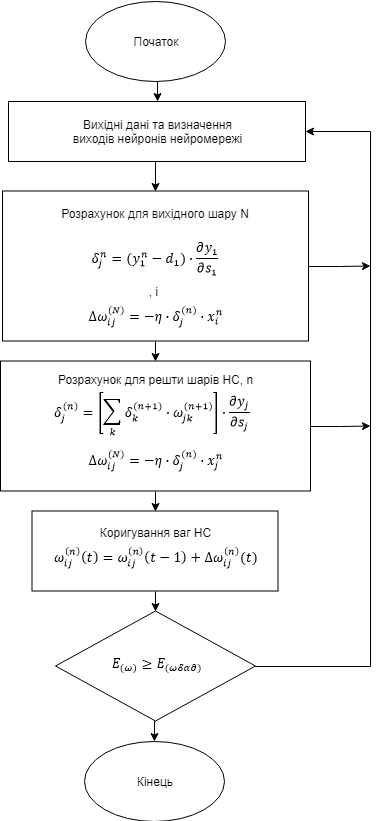 Початок
Вихідні дані та визначення
виходів нейронів нейромережі
Розрахунок для вихідного шару N
δ_j^n = (y_1^n − d_1) · ∂y_1/∂s_1
, і
Δω_ij^(N) = −η · δ_j^(n) · x_i^n
Розрахунок для решти шарів НС, n
δ_j^(n) = [∑_k δ_k^(n+1) · ω_jk^(n+1)] · ∂y_j/∂s_j
Δω_ij^(N) = −η · δ_j^(n) · x_j^n
Коригування ваг НС
ω_ij^(n)(t) = ω_ij^(n)(t − 1) + Δω_ij^(n)(t)
E_(ω) ≥ E_(ωδαд)
Кінець